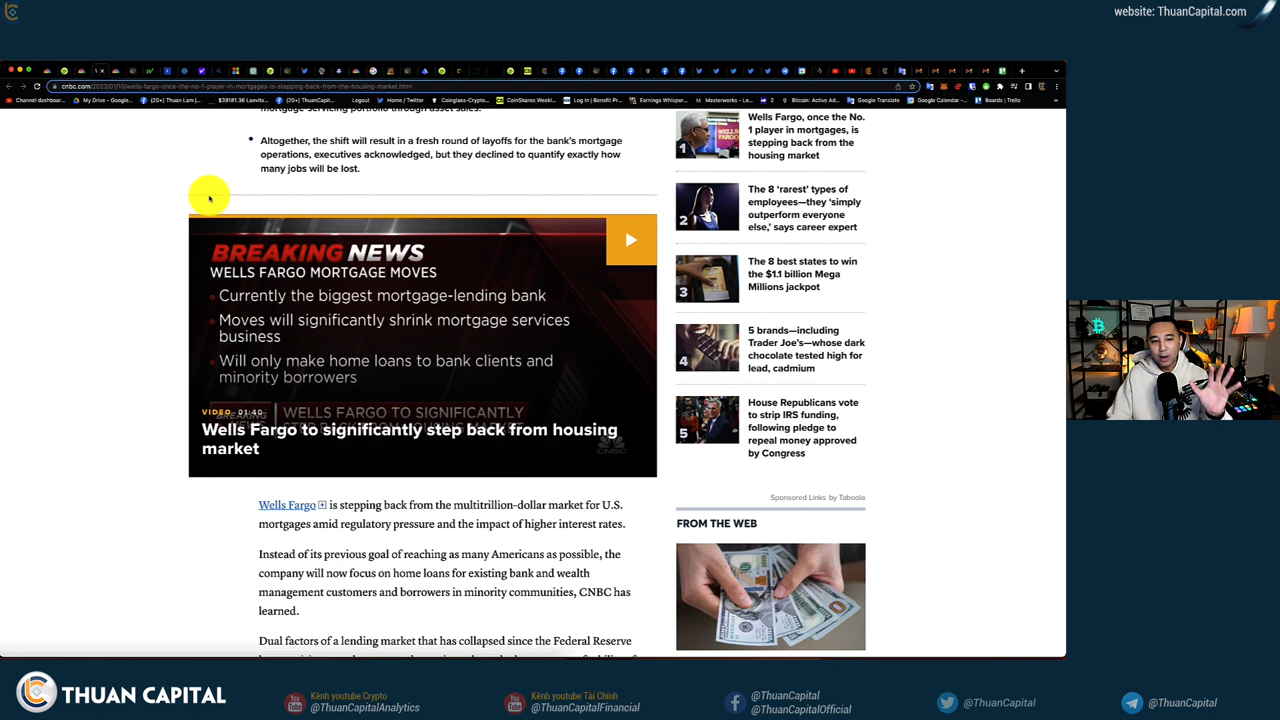 website: ThuanCapital.com
cnbc.com/2023/01/10/wells-fargo-once-the-no-1-player-in-mortgages-is-stepping-back-from-the-housing-market.html
Channel dashboard...
My Drive - Google...
(20+) Thuan Lam |...
$39181.36 Laevitas
(20+) ThuanCapit...
Logout
Home / Twitter
Coinglass-Crypto...
CoinShares Weekl...
Log In | Benefit Pr...
Earnings Whisper...
Masterworks - Le...
2
Bitcoin: Active Ad...
Google Translate
Google Calendar -...
Boards | Trello
mortgage-servicing portfolio through asset sales.
Altogether, the shift will result in a fresh round of layoffs for the bank's mortgage
operations, executives acknowledged, but they declined to quantify exactly how
many jobs will be lost.
BREAKING NEWS
WELLS FARGO MORTGAGE MOVES
Currently the biggest mortgage-lending bank
Moves will significantly shrink mortgage services
business
Will only make home loans to bank clients and
minority borrowers
VIDEO 01:40
BREAKING
WELLS FARGO TO SIGNIFICANTLY
Wells Fargo to significantly step back from housing
market
CNBC
Wells Fargo is stepping back from the multitrillion-dollar market for U.S.
mortgages amid regulatory pressure and the impact of higher interest rates.
Instead of its previous goal of reaching as many Americans as possible, the
company will now focus on home loans for existing bank and wealth
management customers and borrowers in minority communities, CNBC has
learned.
Dual factors of a lending market that has collapsed since the Federal Reserve
1
Wells Fargo, once the No.
1 player in mortgages, is
stepping back from the
housing market
2
The 8 'rarest' types of
employees—they 'simply
outperform everyone
else,' says career expert
3
The 8 best states to win
the $1.1 billion Mega
Millions jackpot
4
5 brands—including
Trader Joe's—whose dark
chocolate tested high for
lead, cadmium
5
House Republicans vote
to strip IRS funding,
following pledge to
repeal money approved
by Congress
Sponsored Links by Taboola
FROM THE WEB
THUAN CAPITAL
Kênh youtube Crypto
@ThuanCapitalAnalytics
Kênh youtube Tài Chính
@ThuanCapitalFinancial
@ThuanCapital
@ThuanCapitalOfficial
@ThuanCapital
@ThuanCapital